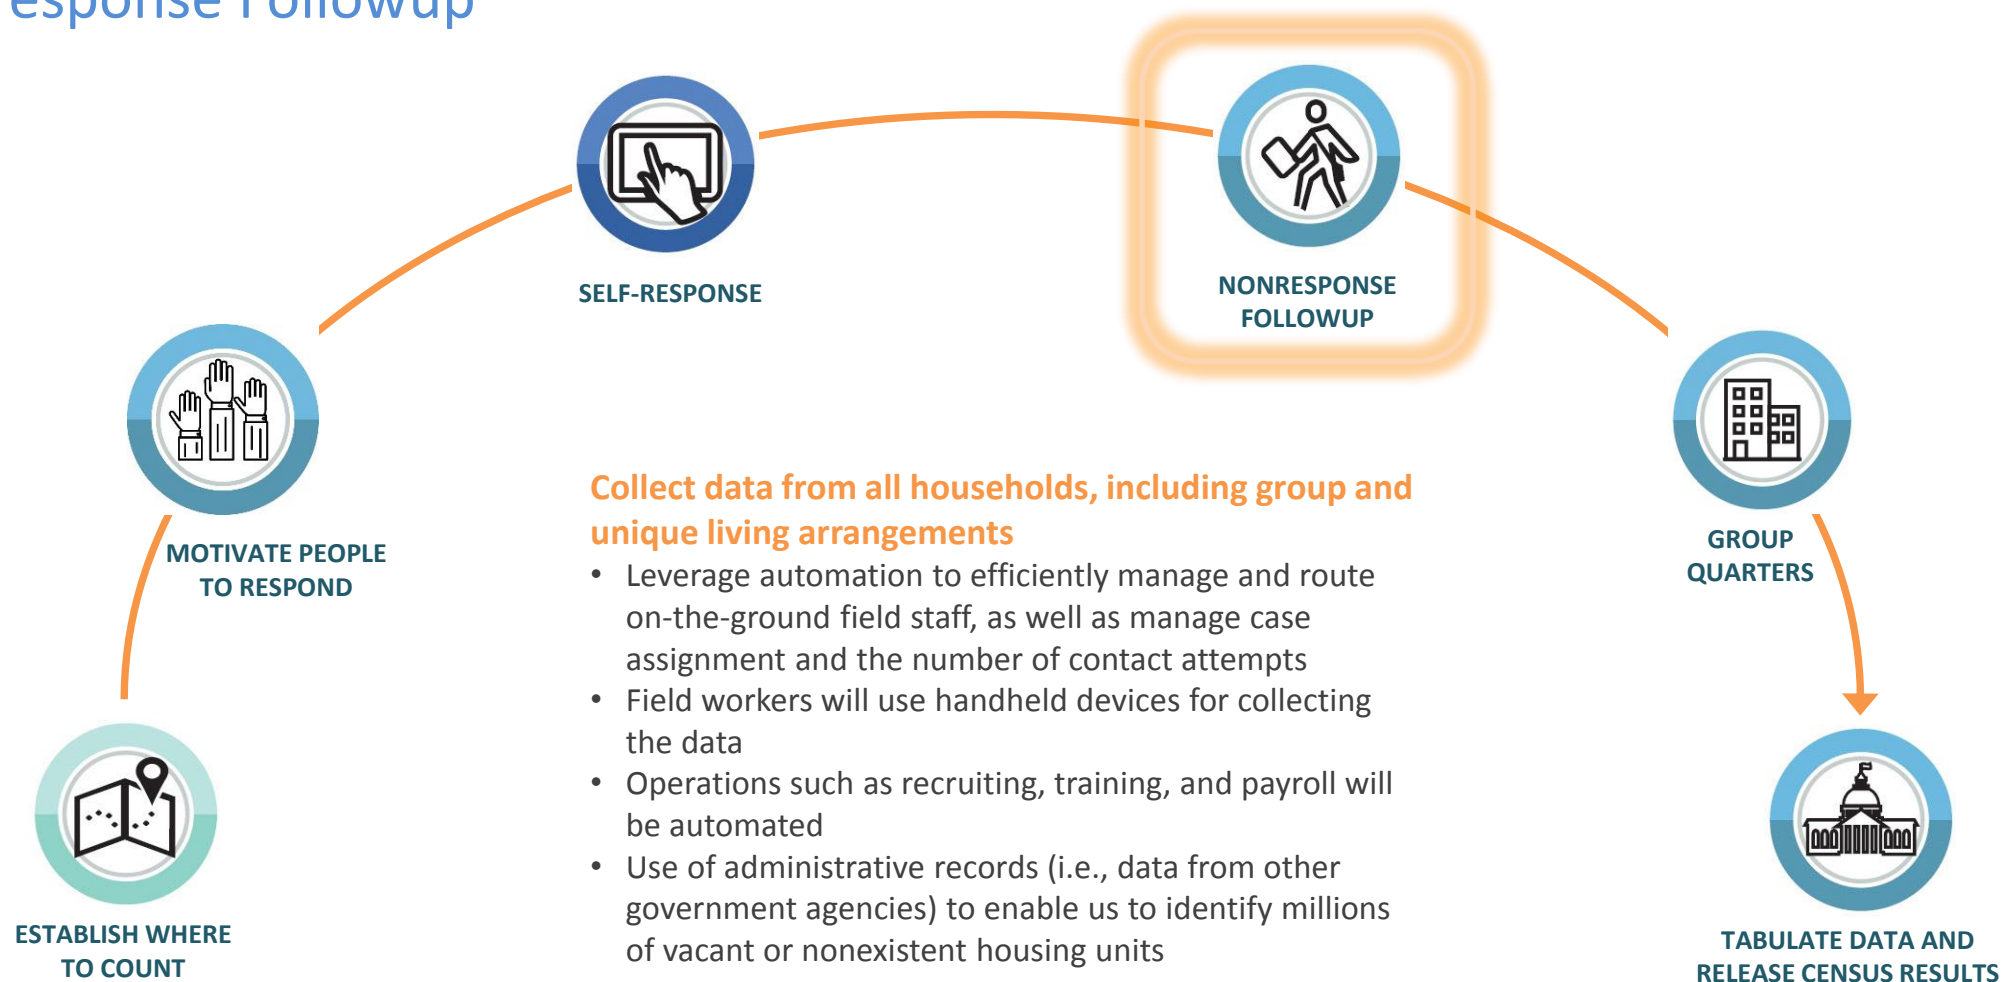 esponse Followup
SELF-RESPONSE
NONRESPONSE
FOLLOWUP
MOTIVATE PEOPLE
TO RESPOND
GROUP
QUARTERS
ESTABLISH WHERE
TO COUNT
TABULATE DATA AND
RELEASE CENSUS RESULTS
Collect data from all households, including group and
unique living arrangements
• Leverage automation to efficiently manage and route
on-the-ground field staff, as well as manage case
assignment and the number of contact attempts
• Field workers will use handheld devices for collecting
the data
• Operations such as recruiting, training, and payroll will
be automated
• Use of administrative records (i.e., data from other
government agencies) to enable us to identify millions
of vacant or nonexistent housing units